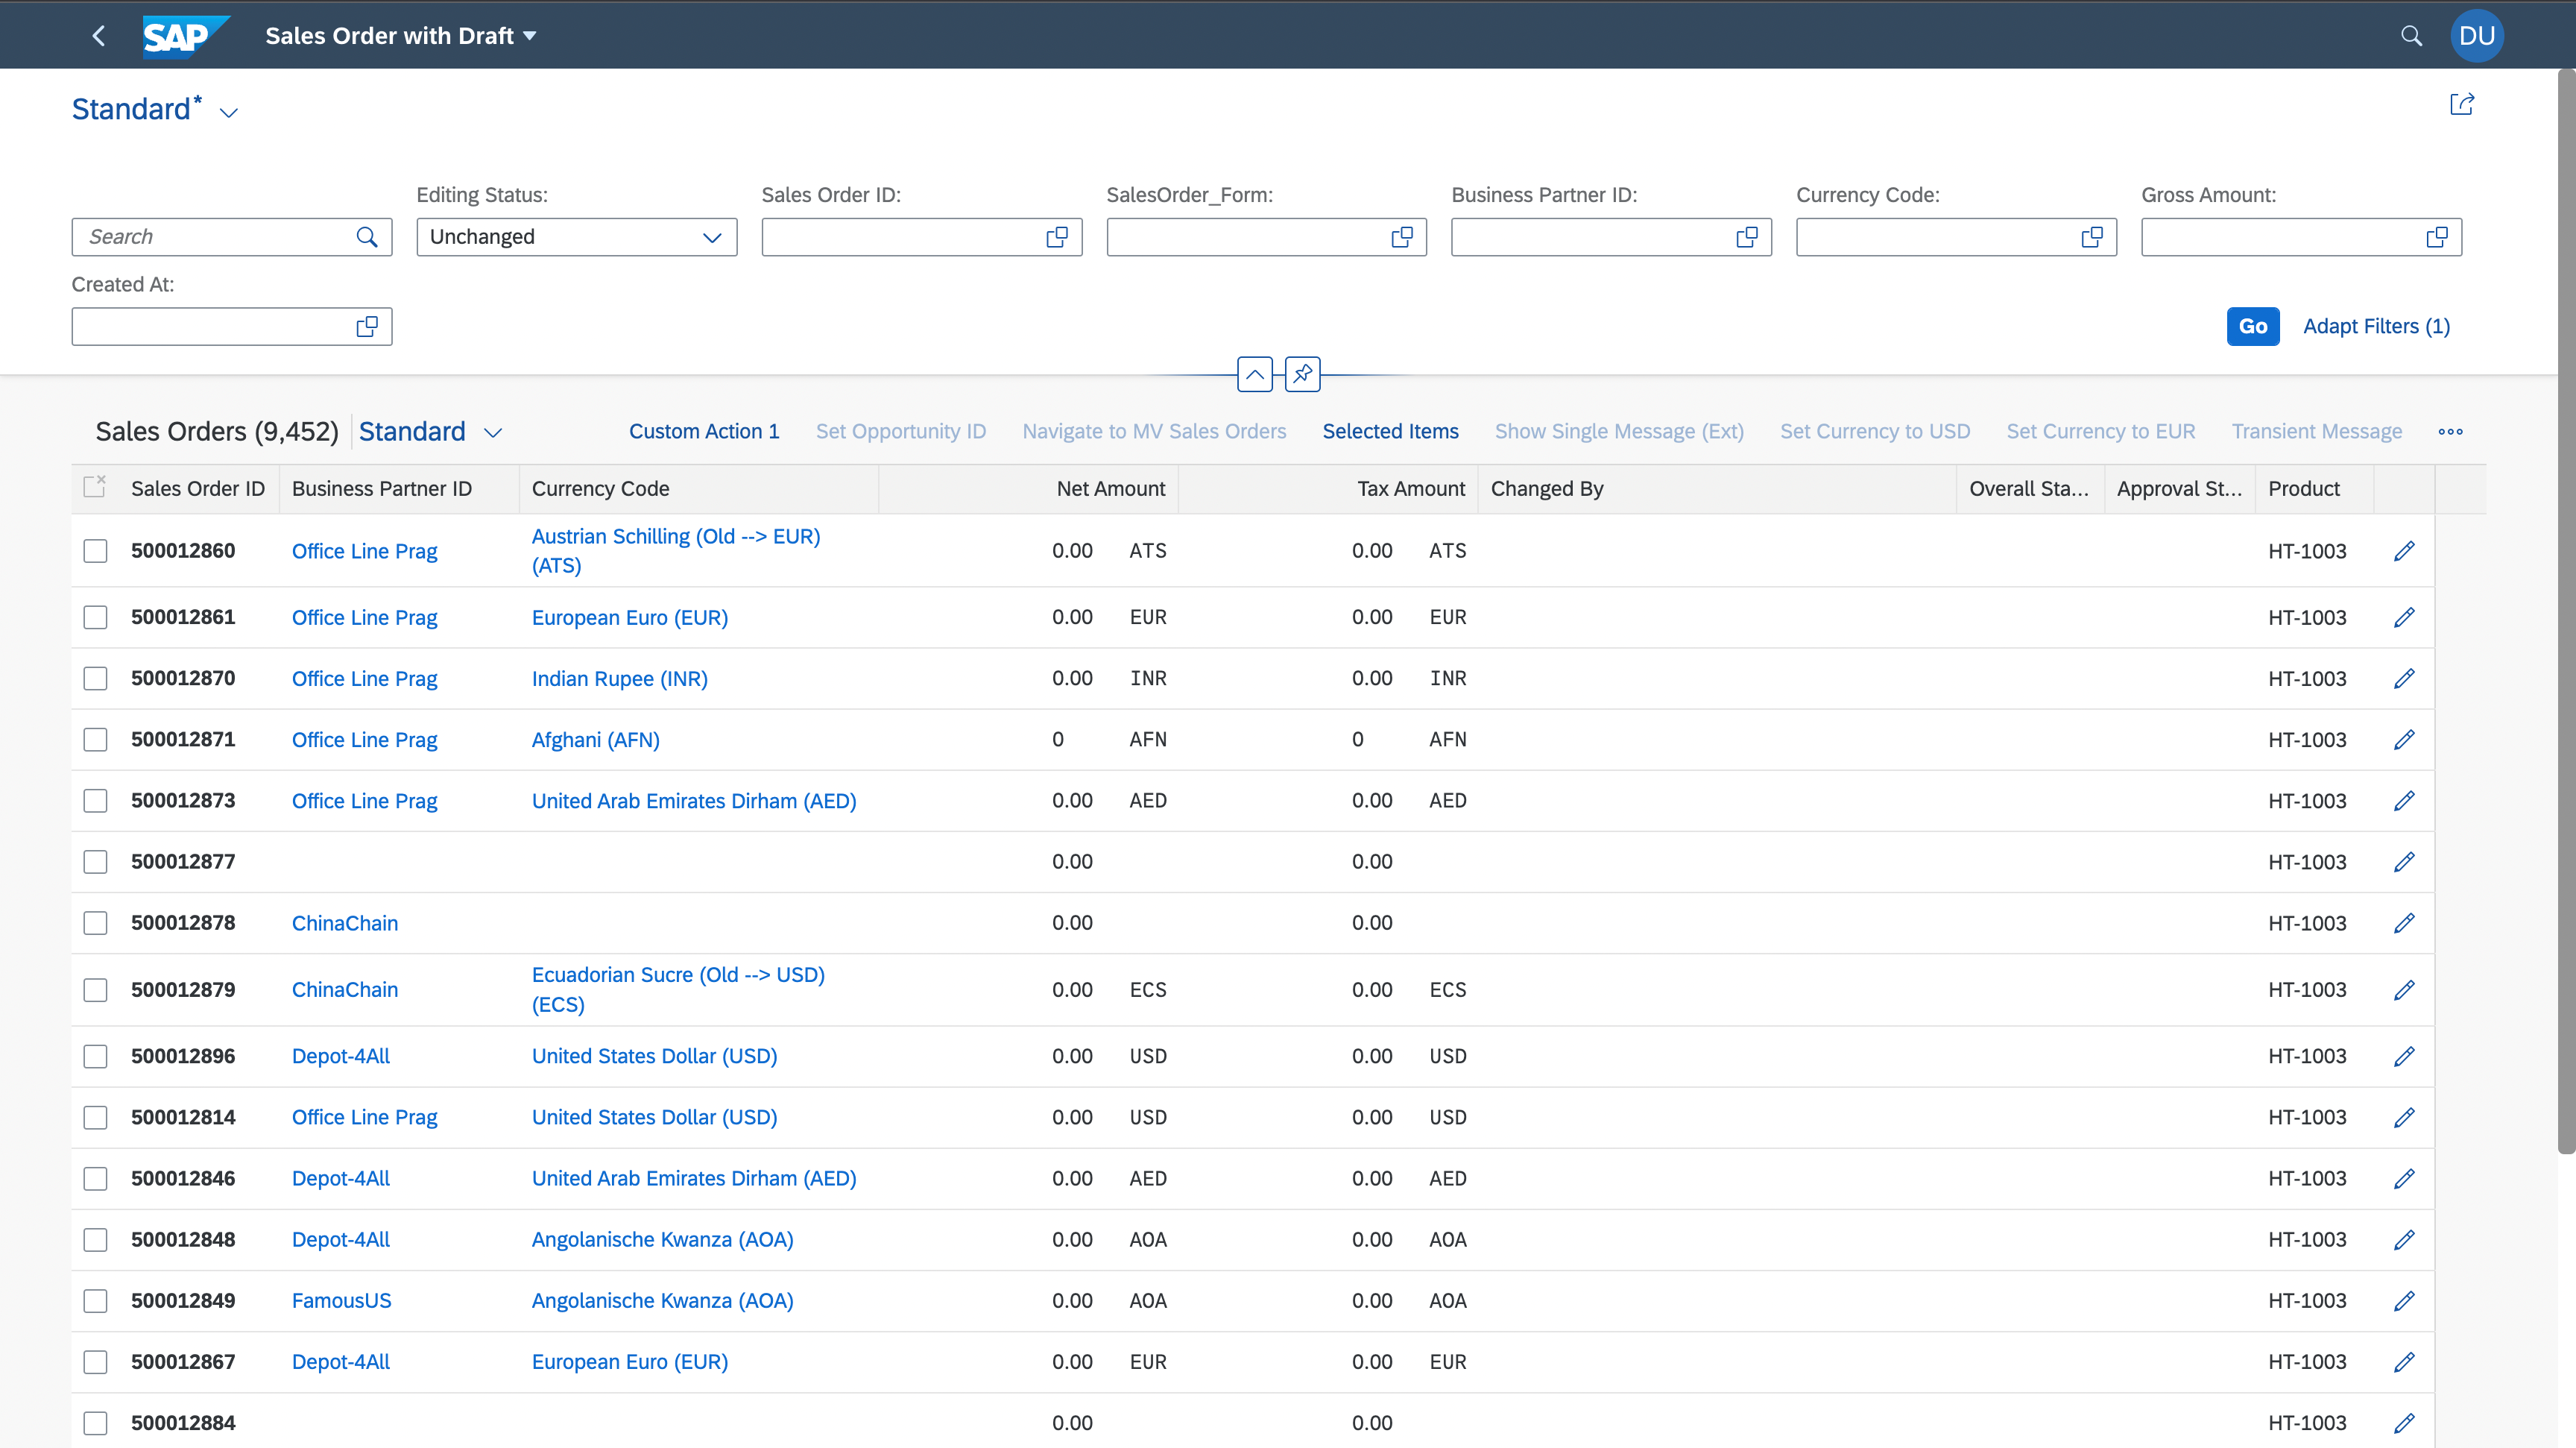 SAP Sales Order with Draft DU
Standard*
Editing Status: Sales Order ID: SalesOrder_Form: Business Partner ID: Currency Code: Gross Amount:
Search Unchanged
Created At:
Go Adapt Filters (1)
Sales Orders (9,452) Standard Custom Action 1 Set Opportunity ID Navigate to MV Sales Orders Selected Items Show Single Message (Ext) Set Currency to USD Set Currency to EUR Transient Message
Sales Order ID Business Partner ID Currency Code Net Amount Tax Amount Changed By Overall Sta... Approval St... Product
500012860 Office Line Prag Austrian Schilling (Old --> EUR) (ATS) 0.00 ATS 0.00 ATS HT-1003
500012861 Office Line Prag European Euro (EUR) 0.00 EUR 0.00 EUR HT-1003
500012870 Office Line Prag Indian Rupee (INR) 0.00 INR 0.00 INR HT-1003
500012871 Office Line Prag Afghani (AFN) 0 AFN 0 AFN HT-1003
500012873 Office Line Prag United Arab Emirates Dirham (AED) 0.00 AED 0.00 AED HT-1003
500012877 0.00 0.00 HT-1003
500012878 ChinaChain 0.00 0.00 HT-1003
500012879 ChinaChain Ecuadorian Sucre (Old --> USD) (ECS) 0.00 ECS 0.00 ECS HT-1003
500012896 Depot-4All United States Dollar (USD) 0.00 USD 0.00 USD HT-1003
500012814 Office Line Prag United States Dollar (USD) 0.00 USD 0.00 USD HT-1003
500012846 Depot-4All United Arab Emirates Dirham (AED) 0.00 AED 0.00 AED HT-1003
500012848 Depot-4All Angolanische Kwanza (AOA) 0.00 AOA 0.00 AOA HT-1003
500012849 FamousUS Angolanische Kwanza (AOA) 0.00 AOA 0.00 AOA HT-1003
500012867 Depot-4All European Euro (EUR) 0.00 EUR 0.00 EUR HT-1003
500012884 0.00 0.00 HT-1003